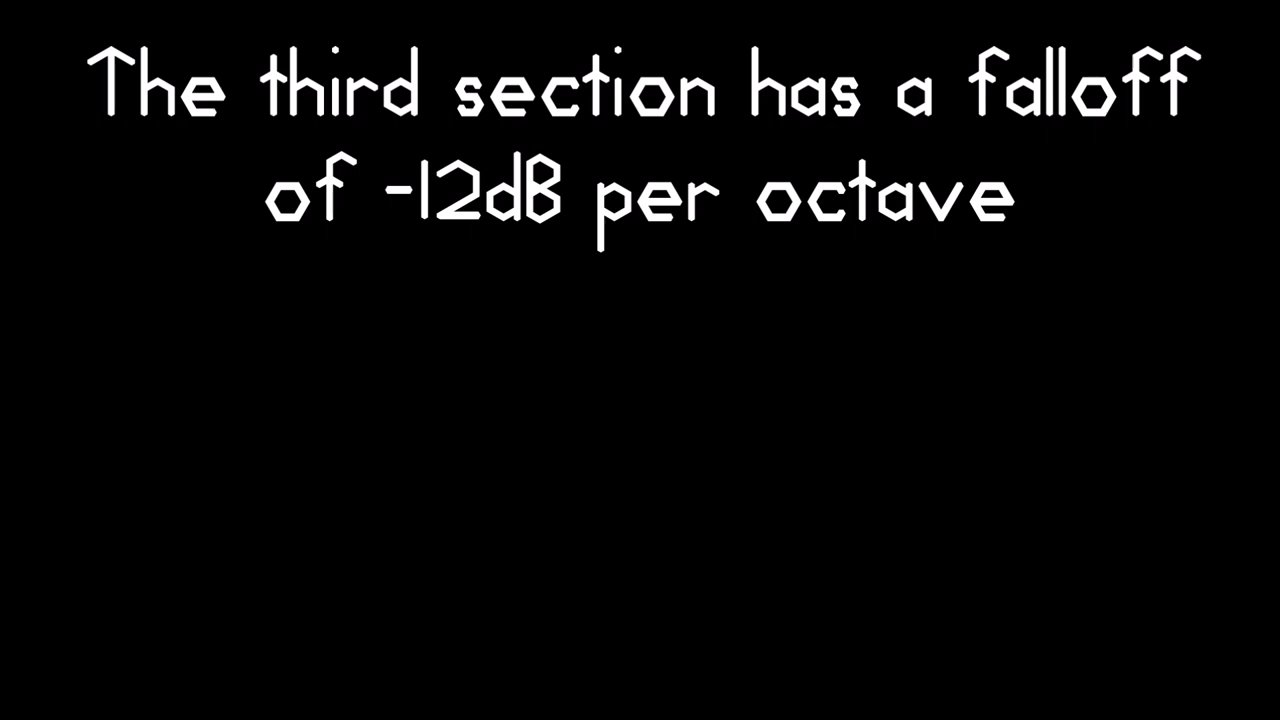 The third section has a falloff
of -12dB per octave